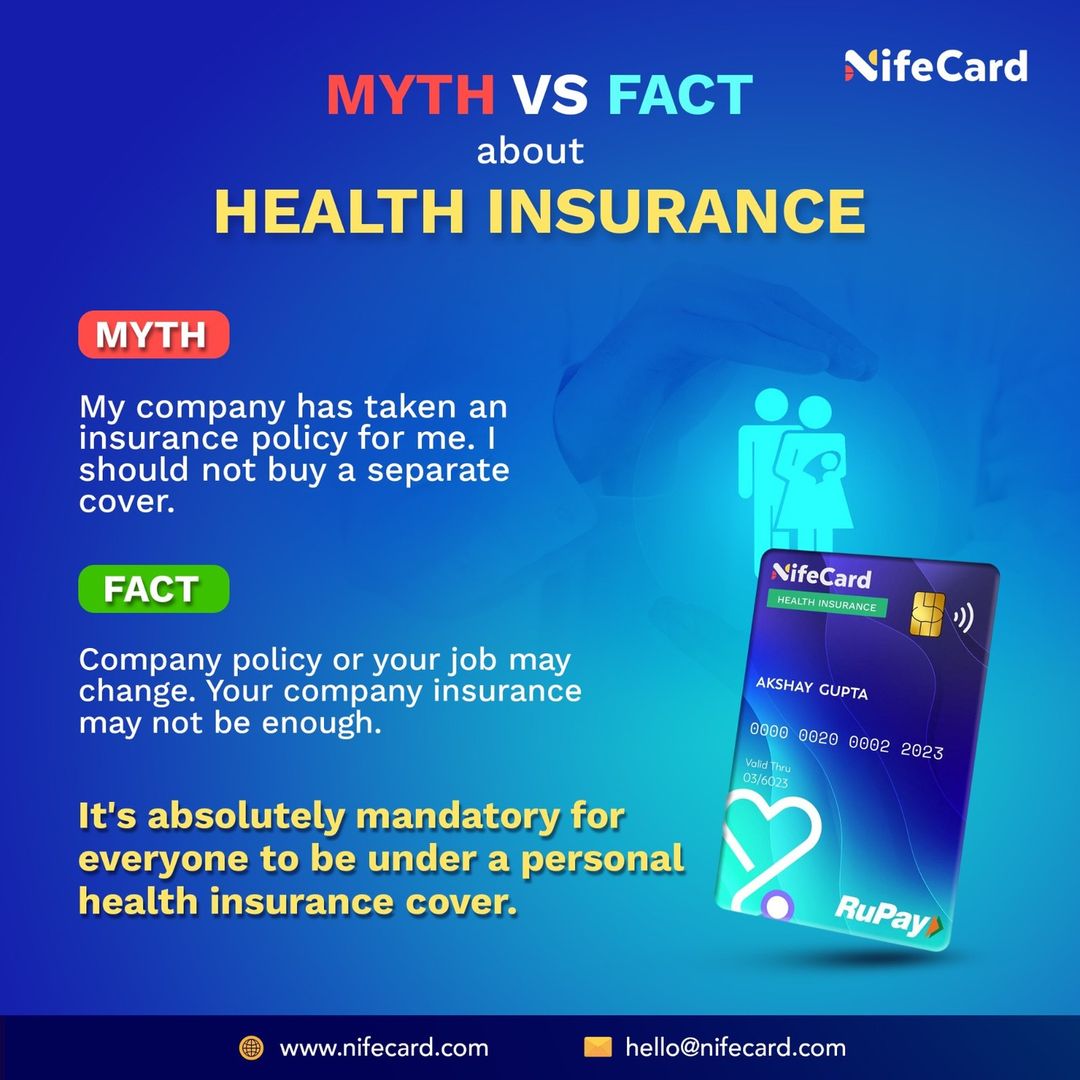 NifeCard
MYTH VS FACT
about
HEALTH INSURANCE
MYTH
My company has taken an
insurance policy for me. I
should not buy a separate
cover.
FACT
Company policy or your job may
change. Your company insurance
may not be enough.
It's absolutely mandatory for
everyone to be under a personal
health insurance cover.
NifeCard
HEALTH INSURANCE
AKSHAY GUPTA
0000 0020 0002 2023
Valid Thru
03/6023
RuPay
www.nifecard.com
hello@nifecard.com